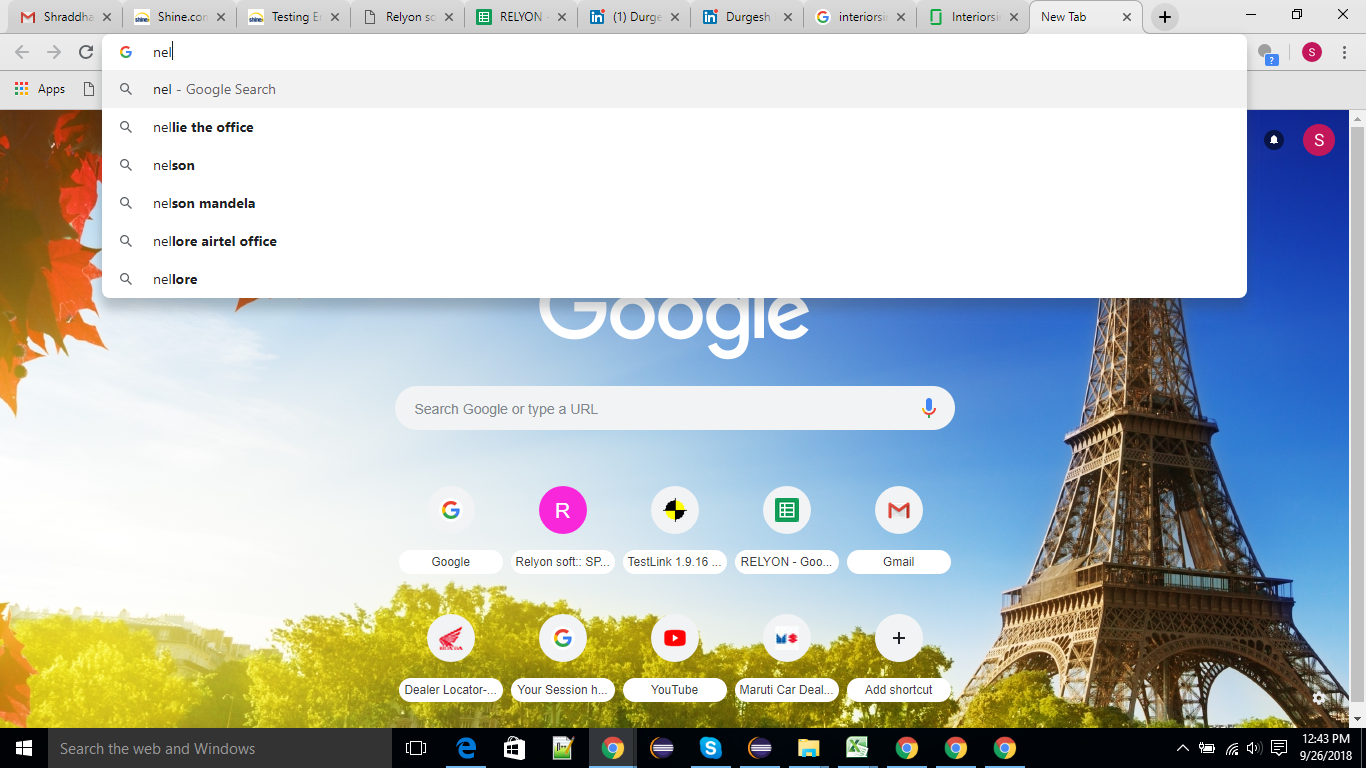 Shraddha
Shine.con
Testing E
Relyon so
RELYON -
(1) Durge
Durgesh
interiorsi
Interiorsi
New Tab
nel
S
Apps
nel - Google Search
nellie the office
nelson
nelson mandela
nellore airtel office
nellore
S
Google
Search Google or type a URL
R
Google
Relyon soft:: SP...
TestLink 1.9.16 ...
RELYON - Goo...
Gmail
HONDA
Dealer Locator-...
Your Session h...
YouTube
Maruti Car Deal...
Add shortcut
Search the web and Windows
12:43 PM
9/26/2018